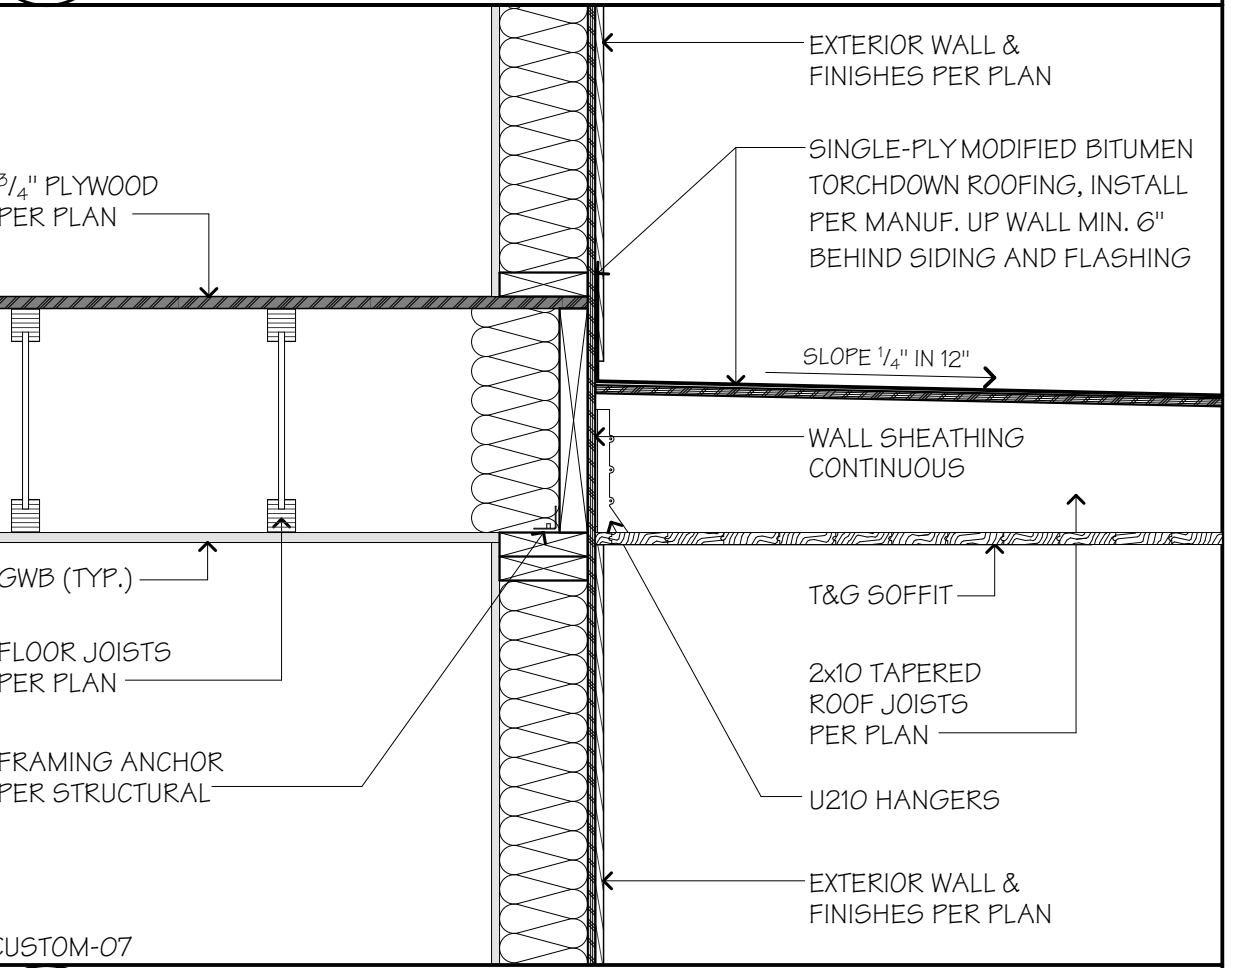 3/4" PLYWOOD
PER PLAN
GWB (TYP.)
FLOOR JOISTS
PER PLAN
FRAMING ANCHOR
PER STRUCTURAL
CUSTOM-07
EXTERIOR WALL &
FINISHES PER PLAN
SINGLE-PLY MODIFIED BITUMEN
TORCHDOWN ROOFING, INSTALL
PER MANUF. UP WALL MIN. 6"
BEHIND SIDING AND FLASHING
SLOPE 1/4" IN 12"
WALL SHEATHING
CONTINUOUS
T&G SOFFIT
2x10 TAPERED
ROOF JOISTS
PER PLAN
U210 HANGERS
EXTERIOR WALL &
FINISHES PER PLAN